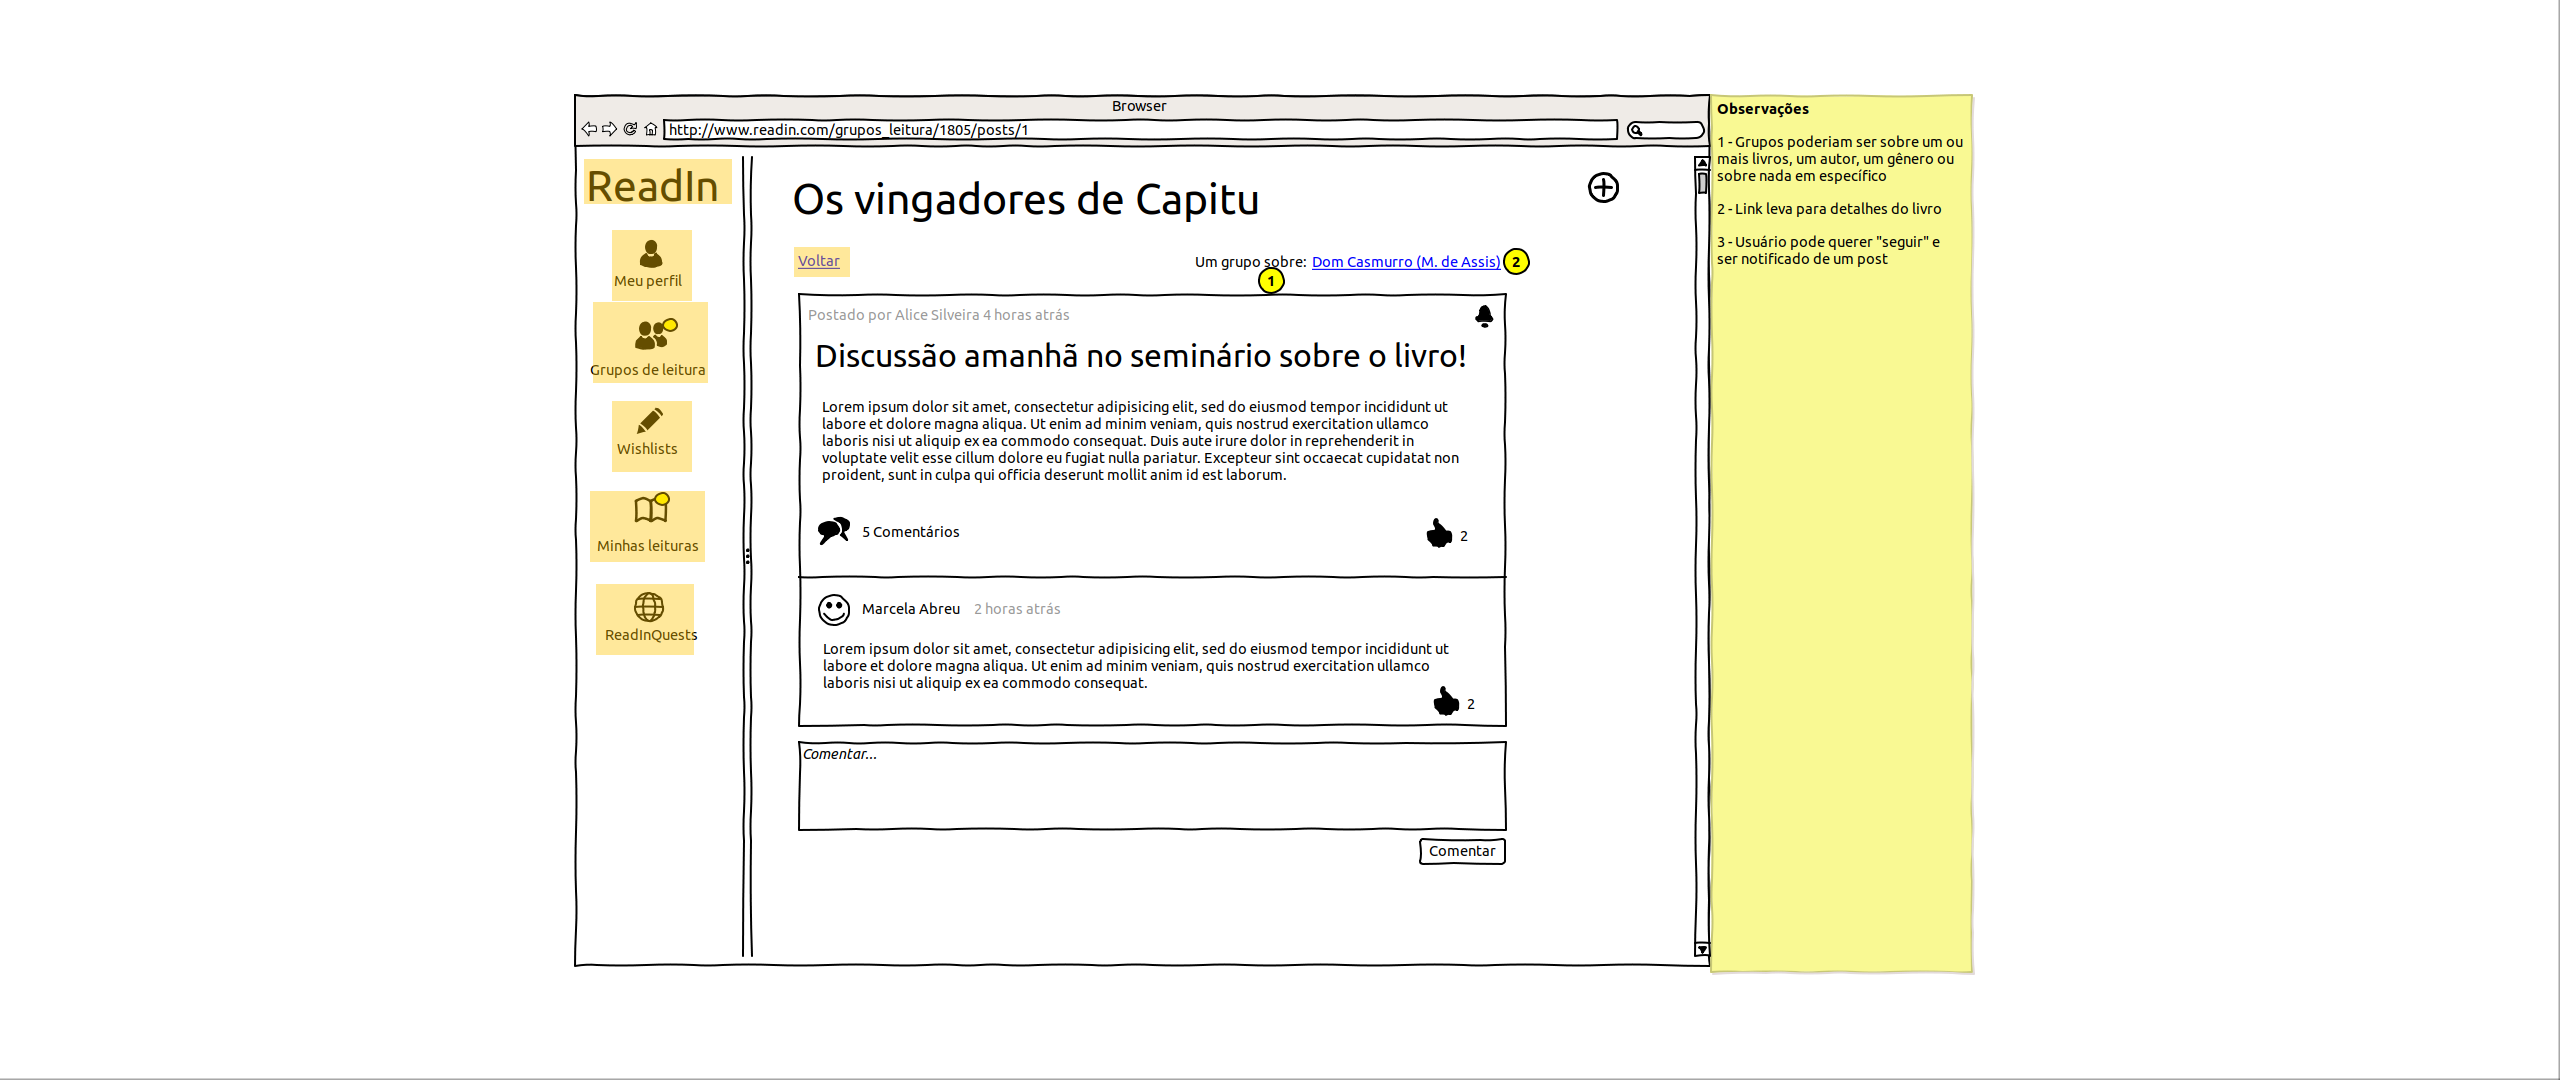 Browser
http://www.readin.com/grupos_leitura/1805/posts/1
ReadIn
Meu perfil
Grupos de leitura
Wishlists
Minhas leituras
ReadInQuests
Os vingadores de Capitu
Voltar
Um grupo sobre: Dom Casmurro (M. de Assis) 2
1
Postado por Alice Silveira 4 horas atrás
Discussão amanhã no seminário sobre o livro!
Lorem ipsum dolor sit amet, consectetur adipisicing elit, sed do eiusmod tempor incididunt ut
labore et dolore magna aliqua. Ut enim ad minim veniam, quis nostrud exercitation ullamco
laboris nisi ut aliquip ex ea commodo consequat. Duis aute irure dolor in reprehenderit in
voluptate velit esse cillum dolore eu fugiat nulla pariatur. Excepteur sint occaecat cupidatat non
proident, sunt in culpa qui officia deserunt mollit anim id est laborum.
5 Comentários
2
Marcela Abreu 2 horas atrás
Lorem ipsum dolor sit amet, consectetur adipisicing elit, sed do eiusmod tempor incididunt ut
labore et dolore magna aliqua. Ut enim ad minim veniam, quis nostrud exercitation ullamco
laboris nisi ut aliquip ex ea commodo consequat.
2
Comentar...
Comentar
Observações
1 - Grupos poderiam ser sobre um ou
mais livros, um autor, um gênero ou
sobre nada em específico
2 - Link leva para detalhes do livro
3 - Usuário pode querer "seguir" e
ser notificado de um post